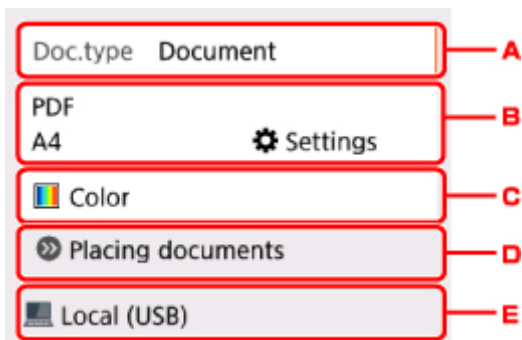 Doc.type Document A
PDF
B
A4 Settings
Color C
Placing documents D
Local (USB) E